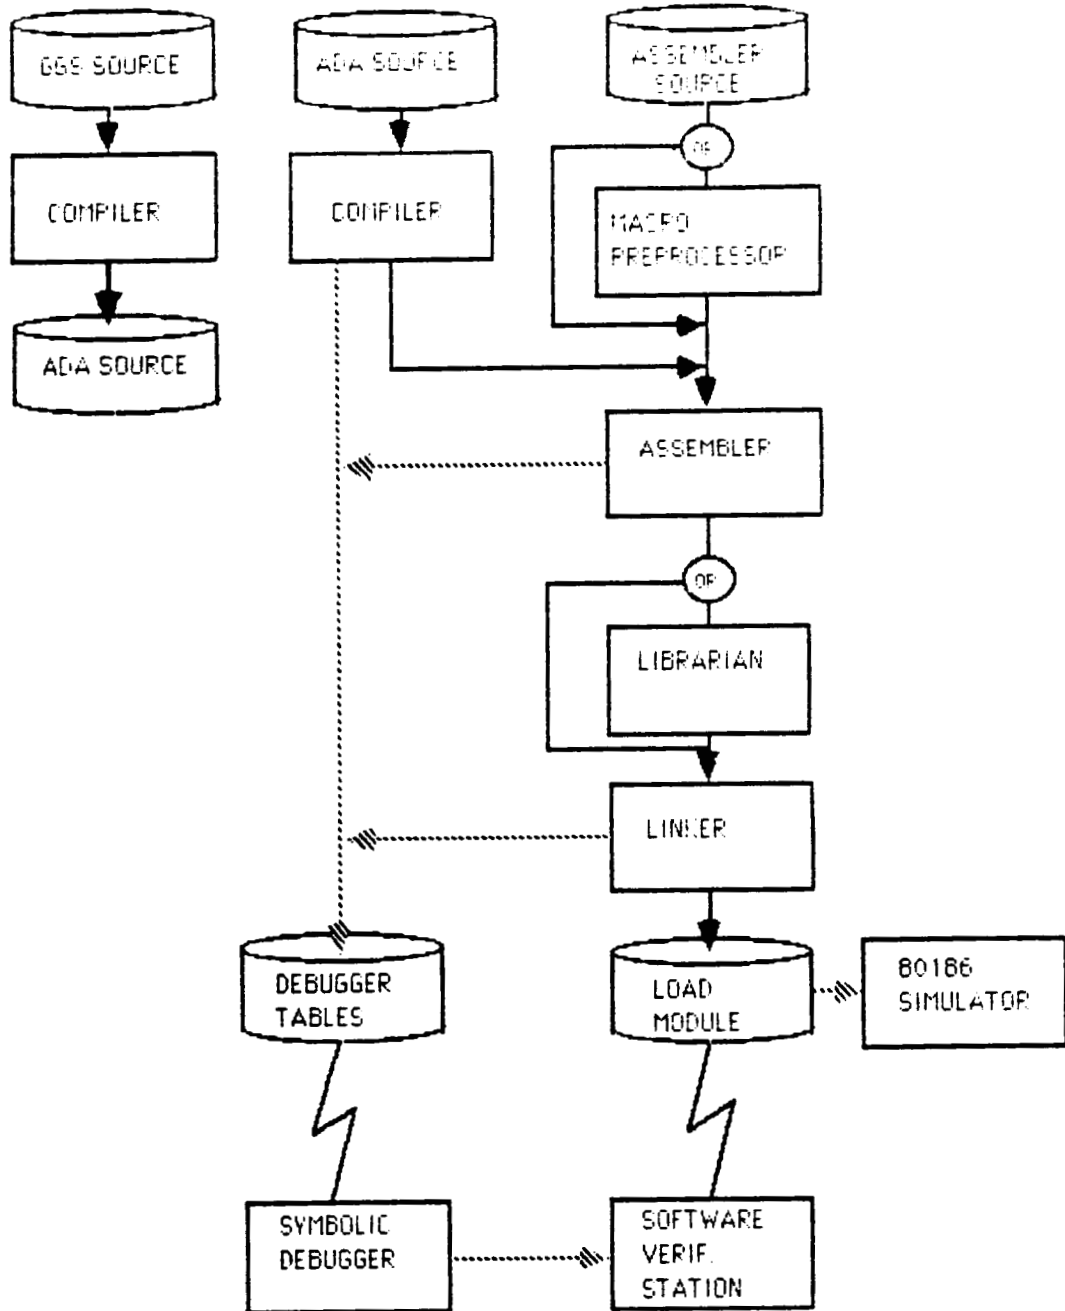 GGS SOURCE
ADA SOURCE
ASSEMBLER
SOURCE
OR
COMPILER
COMPILER
MACRO
PREPROCESSOR
ADA SOURCE
ASSEMBLER
OR
LIBRARIAN
LINKER
DEBUGGER
TABLES
LOAD
MODULE
80186
SIMULATOR
SYMBOLIC
DEBUGGER
SOFTWARE
VERIF.
STATION